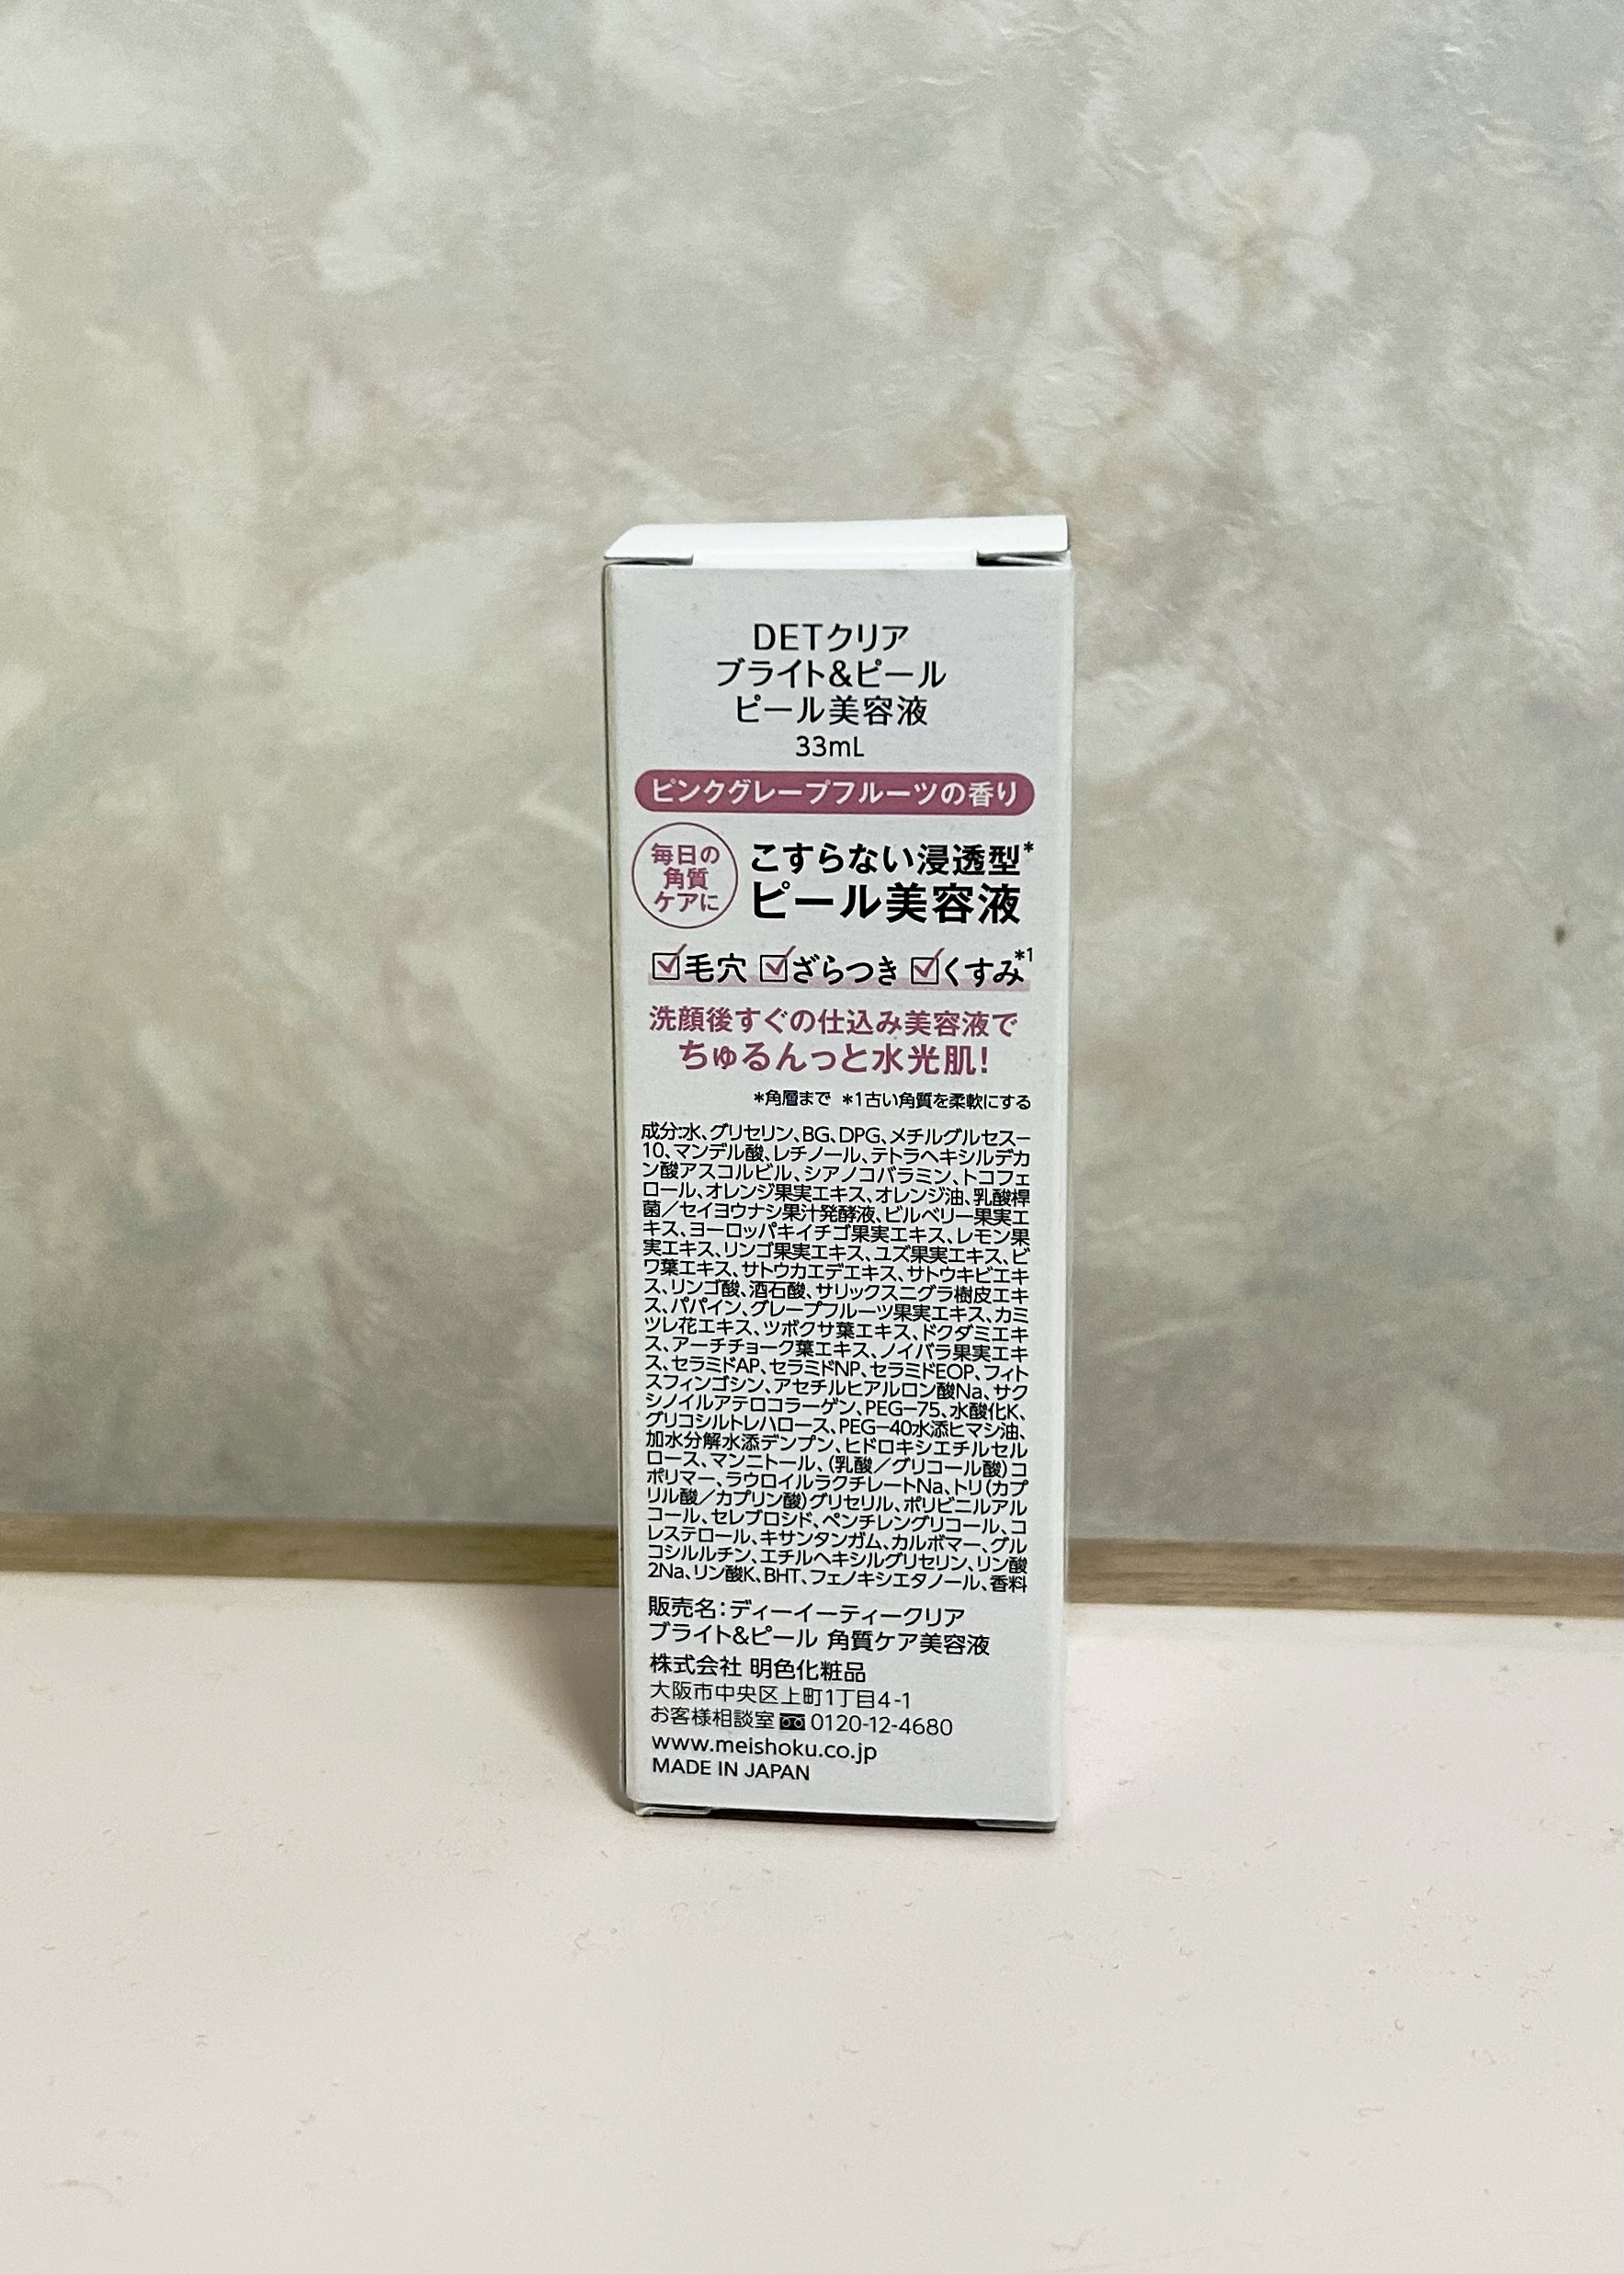 DETクリア
ブライト&ピール
ピール美容液
33mL
ピンクグレープフルーツの香り
毎日の
角質
ケアに
こすらない浸透型*
ピール美容液
毛穴 ざらつき くすみ*1
洗顔後すぐの仕込み美容液で
ちゅるんっと水光肌!
*角層まで *1古い角質を柔軟にする
成分:水、グリセリン、BG、DPG、メチルグルセス-
10、マンデル酸、レチノール、テトラヘキシルデカ
ン酸アスコルビル、シアノコバラミン、トコフェ
ロール、オレンジ果実エキス、オレンジ油、乳酸桿
菌/セイヨウナシ果汁発酵液、ビルベリー果実エ
キス、ヨーロッパキイチゴ果実エキス、レモン果
実エキス、リンゴ果実エキス、ユズ果実エキス、ビ
ワ葉エキス、サトウカエデエキス、サトウキビエキ
ス、リンゴ酸、酒石酸、サリックスニグラ樹皮エキ
ス、パパイン、グレープフルーツ果実エキス、カミ
ツレ花エキス、ツボクサ葉エキス、ドクダミエキ
ス、アーチチョーク葉エキス、ノイバラ果実エキ
ス、セラミドAP、セラミドNP、セラミドEOP、フィト
スフィンゴシン、アセチルヒアルロン酸Na、サク
シノイルアテロコラーゲン、PEG-75、水酸化K、
グリコシルトレハロース、PEG-40水添ヒマシ油、
加水分解水添デンプン、ヒドロキシエチルセル
ロース、マンニトール、(乳酸/グリコール酸)コ
ポリマー、ラウロイルラクチレートNa、トリ(カプ
リル酸/カプリン酸)グリセリル、ポリビニルアル
コール、セレブロシド、ペンチレングリコール、コ
レステロール、キサンタンガム、カルボマー、グル
コシルルチン、エチルヘキシルグリセリン、リン酸
2Na、リン酸K、BHT、フェノキシエタノール、香料
販売名:ディーイーティークリア
ブライト&ピール 角質ケア美容液
株式会社 明色化粧品
大阪市中央区上町1丁目4-1
お客様相談室 0120-12-4680
www.meishoku.co.jp
MADE IN JAPAN